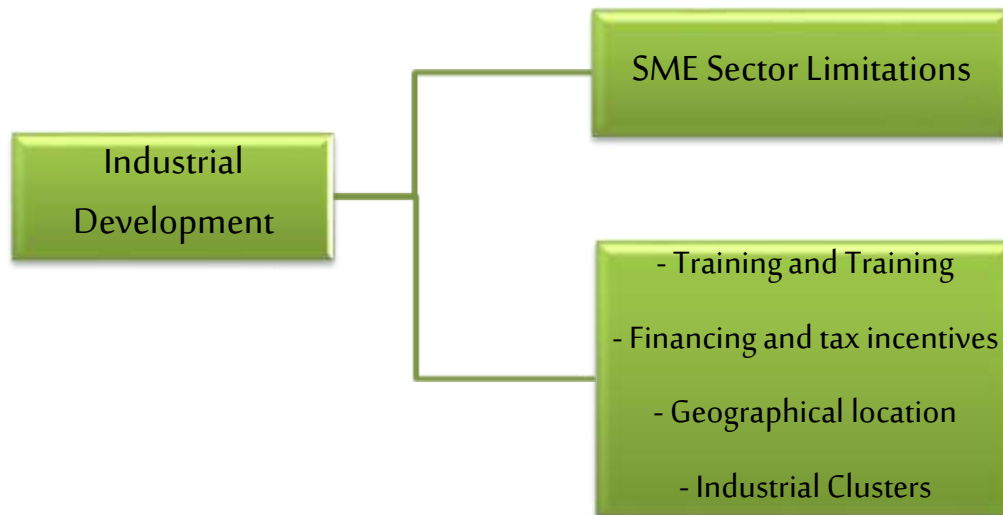 SME Sector Limitations
Industrial
Development
- Training and Training
- Financing and tax incentives
- Geographical location
- Industrial Clusters